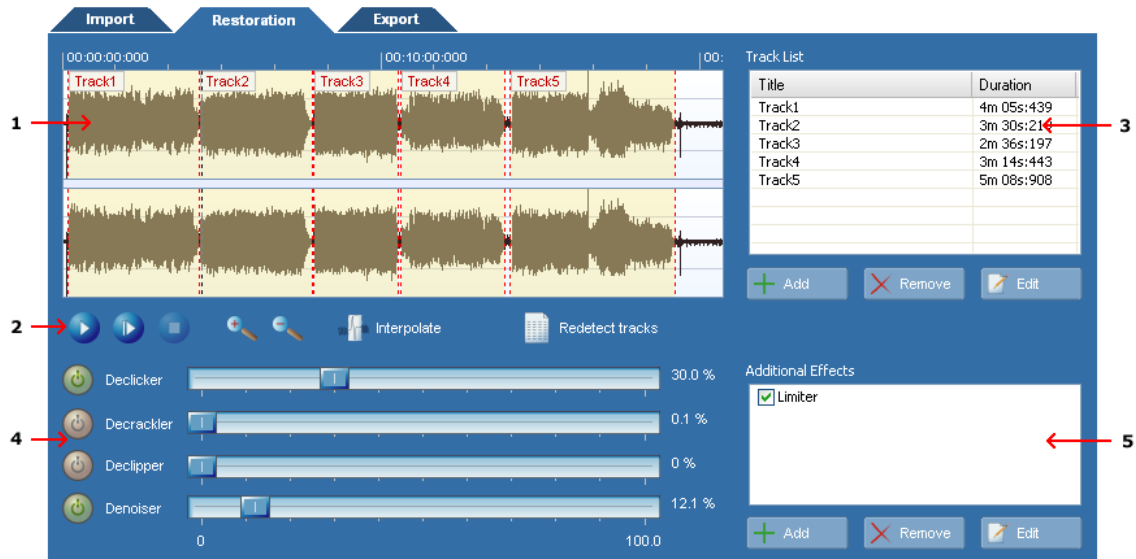 Import Restoration Export
00:00:00:000 00:10:00:000 00:
Track1 Track2 Track3 Track4 Track5
Track List
Title Duration
Track1 4m 05s:439
Track2 3m 30s:21
Track3 2m 36s:197
Track4 3m 14s:443
Track5 5m 08s:908
Add Remove Edit
1
3
2
Interpolate Redetect tracks
Declicker 30.0 %
Decrackler 0.1 %
Declipper 0 %
Denoiser 12.1 %
0 100.0
4
Additional Effects
Limiter
5
Add Remove Edit